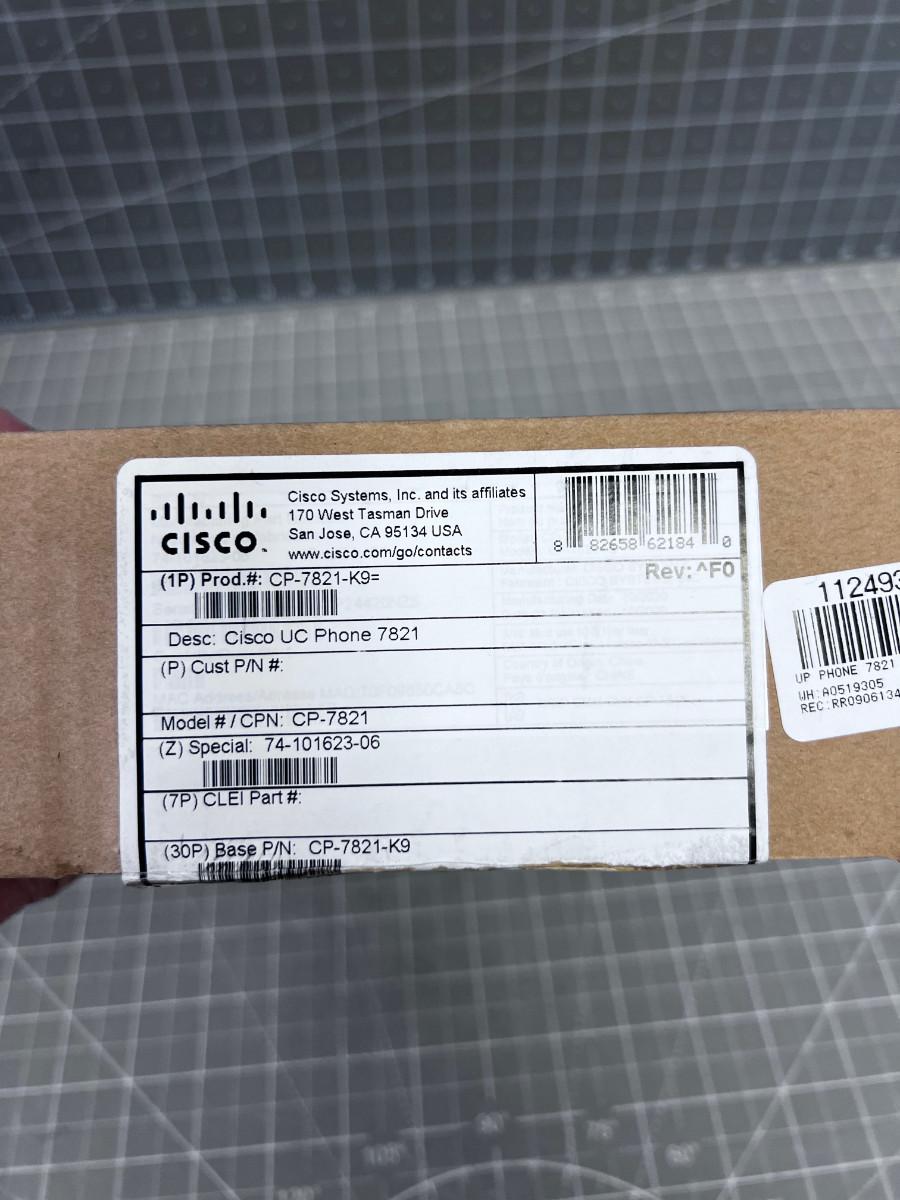 CISCO
Cisco Systems, Inc. and its affiliates
170 West Tasman Drive
San Jose, CA 95134 USA
www.cisco.com/go/contacts
8 82658 62184 0
(1P) Prod.#: CP-7821-K9=
Rev: ^F0
Desc: Cisco UC Phone 7821
(P) Cust P/N #:
Model # / CPN: CP-7821
(Z) Special: 74-101623-06
(7P) CLEI Part #:
(30P) Base P/N: CP-7821-K9
112493
UP PHONE 7821
WH:A0519305
REC:RR0906134